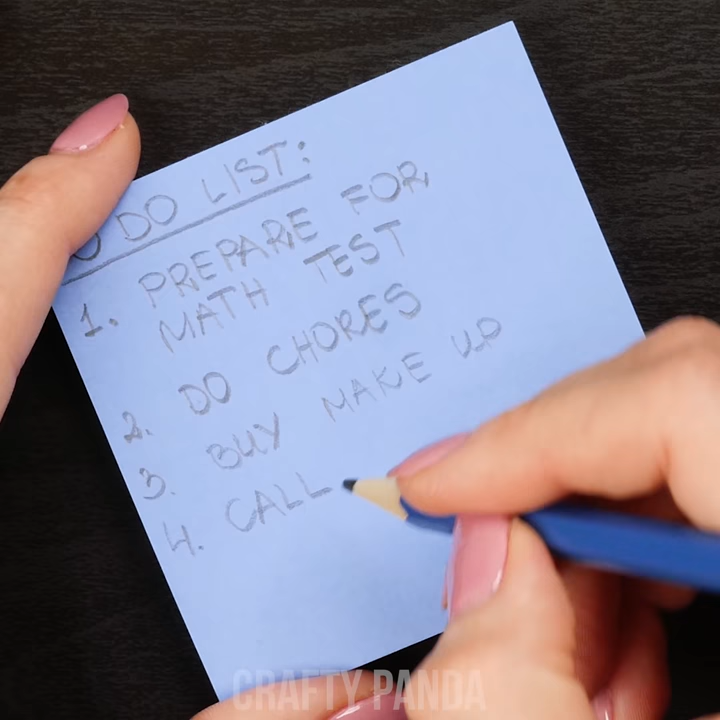 O DO LIST:
1. PREPARE FOR
MATH TEST
2. DO CHORES
3. BUY MAKE UP
4. CALL
CRAFTY PANDA